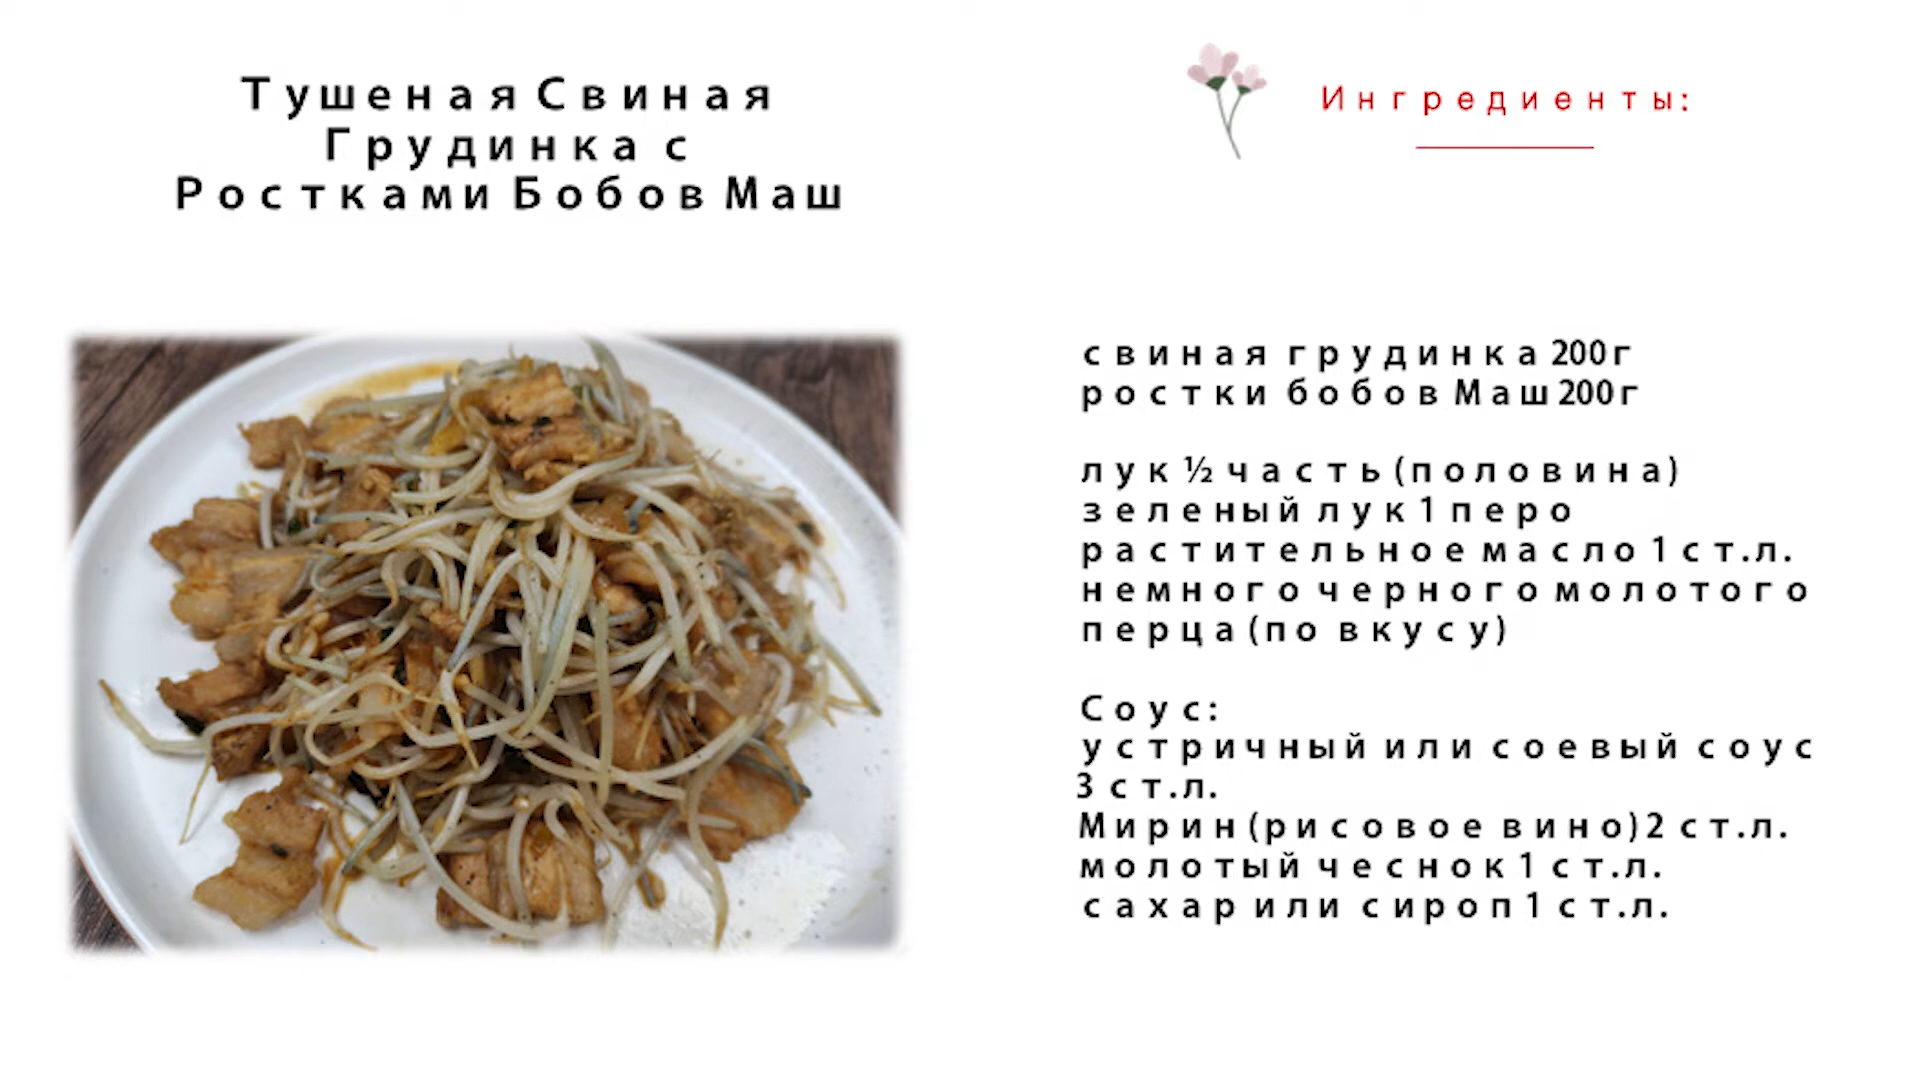 Тушеная Свиная
Грудинка с
Ростками Бобов Маш
Ингредиенты:
свиная грудинка 200г
ростки бобов Маш 200г
лук ½ часть (половина)
зеленый лук 1 перо
растительное масло 1 ст.л.
немного черного молотого
перца (по вкусу)
Соус:
устричный или соевый соус
3 ст.л.
Мирин (рисовое вино) 2 ст.л.
молотый чеснок 1 ст.л.
сахар или сироп 1 ст.л.